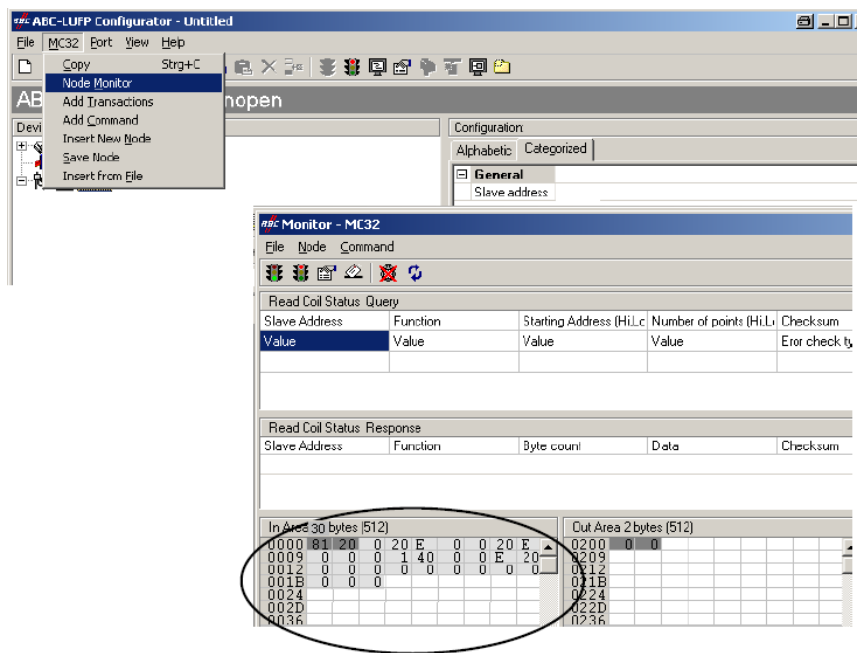 ABC-LUFP Configurator - Untitled
File MC32 Port View Help
Copy Strg+C
Node Monitor
Add Transactions
Add Command
Insert New Node
Save Node
Insert from File
AB nopen
Devi
Configuration:
Alphabetic Categorized
General
Slave address
ABC Monitor - MC32
File Node Command
Read Coil Status Query
Slave Address Function Starting Address (Hi,Lo Number of points (Hi,L Checksum
Value Value Value Value Error check ty
Read Coil Status Response
Slave Address Function Byte count Data Checksum
In Area 30 bytes (512)
0000 81 20 0 20 E 0 0 20 E
0009 0 0 0 1 40 0 0 E 20
0012 0 0 0 0 0 0 0 0 0
001B 0 0 0
0024
002D
0036
Out Area 2 bytes (512)
0200 0 0
0209
0212
021B
0224
022D
0236